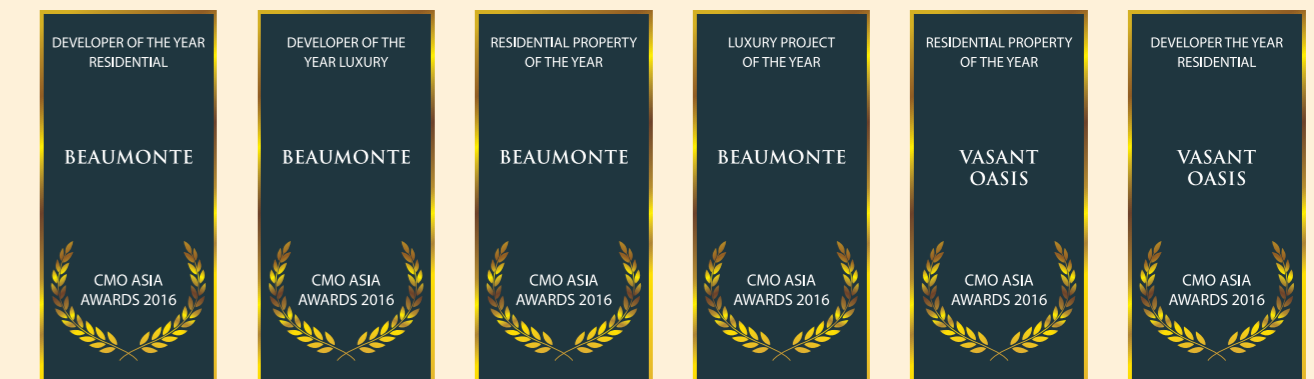 DEVELOPER OF THE YEAR
RESIDENTIAL
BEAUMONTE
CMO ASIA
AWARDS 2016
DEVELOPER OF THE
YEAR LUXURY
BEAUMONTE
CMO ASIA
AWARDS 2016
RESIDENTIAL PROPERTY
OF THE YEAR
BEAUMONTE
CMO ASIA
AWARDS 2016
LUXURY PROJECT
OF THE YEAR
BEAUMONTE
CMO ASIA
AWARDS 2016
RESIDENTIAL PROPERTY
OF THE YEAR
VASANT
OASIS
CMO ASIA
AWARDS 2016
DEVELOPER THE YEAR
RESIDENTIAL
VASANT
OASIS
CMO ASIA
AWARDS 2016